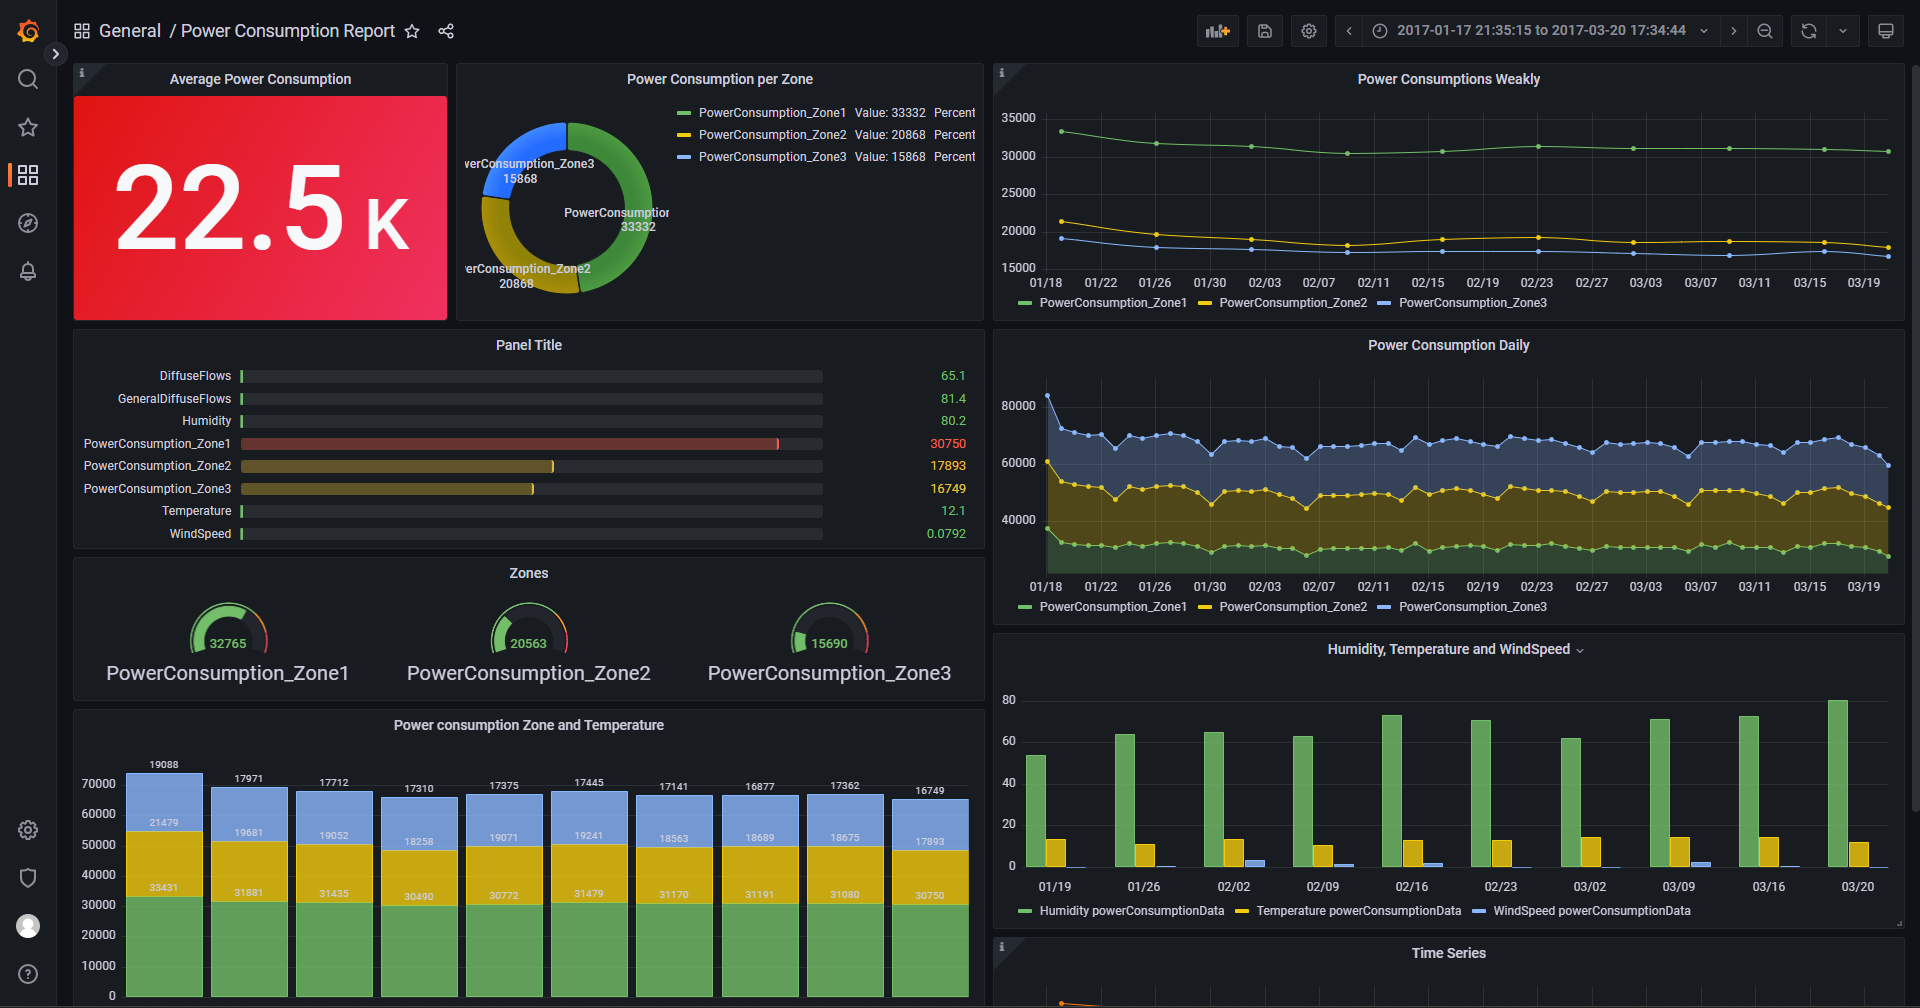 General / Power Consumption Report
2017-01-17 21:35:15 to 2017-03-20 17:34:44
Average Power Consumption
22.5 K
Power Consumption per Zone
PowerConsumption_Zone1 Value: 33332 Percent
PowerConsumption_Zone2 Value: 20868 Percent
PowerConsumption_Zone3 Value: 15868 Percent
werConsumption_Zone3
15868
PowerConsumption
33332
verConsumption_Zone2
20868
Power Consumptions Weakly
35000
30000
25000
20000
15000
01/18 01/22 01/26 01/30 02/03 02/07 02/11 02/15 02/19 02/23 02/27 03/03 03/07 03/11 03/15 03/19
PowerConsumption_Zone1 PowerConsumption_Zone2 PowerConsumption_Zone3
Panel Title
DiffuseFlows 65.1
GeneralDiffuseFlows 81.4
Humidity 80.2
PowerConsumption_Zone1 30750
PowerConsumption_Zone2 17893
PowerConsumption_Zone3 16749
Temperature 12.1
WindSpeed 0.0792
Power Consumption Daily
80000
60000
40000
01/18 01/22 01/26 01/30 02/03 02/07 02/11 02/15 02/19 02/23 02/27 03/03 03/07 03/11 03/15 03/19
PowerConsumption_Zone1 PowerConsumption_Zone2 PowerConsumption_Zone3
Zones
32765 20563 15690
PowerConsumption_Zone1 PowerConsumption_Zone2 PowerConsumption_Zone3
Humidity, Temperature and WindSpeed
80
60
40
20
0
01/19 01/26 02/02 02/09 02/16 02/23 03/02 03/09 03/16 03/20
Humidity powerConsumptionData Temperature powerConsumptionData WindSpeed powerConsumptionData
Power consumption Zone and Temperature
19088 17971 17712 17310 17375 17445 17141 16877 17362 16749
21479 19681 19052 18258 19071 19241 18563 18689 18675 17893
33431 31881 31435 30490 30772 31479 31170 31191 31080 30750
70000
60000
50000
40000
30000
20000
10000
0
Time Series